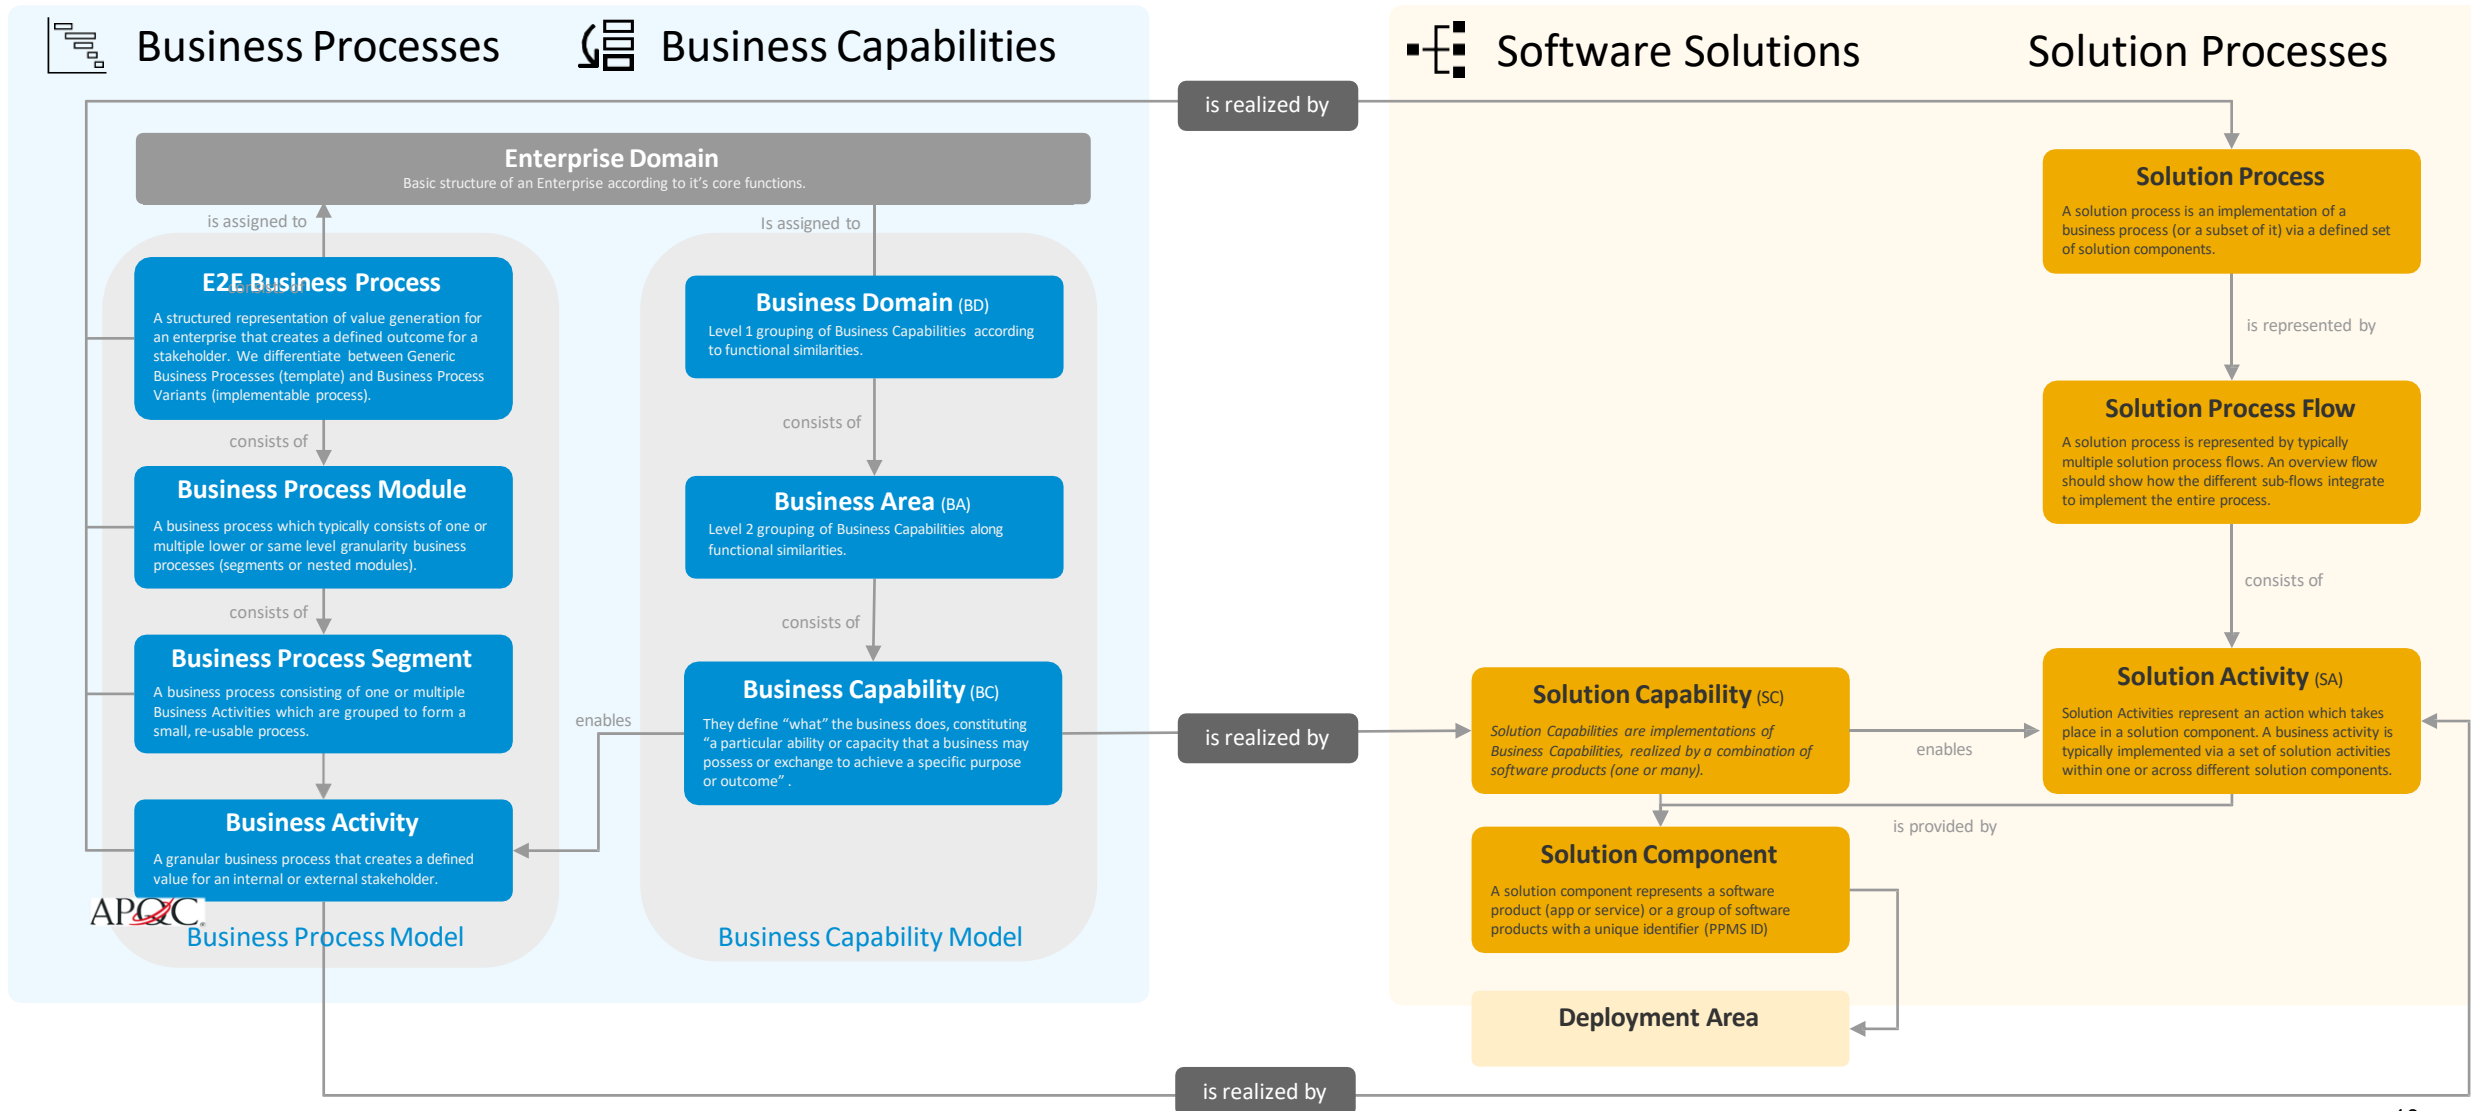 Business Processes
Business Capabilities
Software Solutions
Solution Processes
is realized by
Enterprise Domain
Basic structure of an Enterprise according to it's core functions.
is assigned to
Is assigned to
E2E Business Process
consists of
A structured representation of value generation for
an enterprise that creates a defined outcome for a
stakeholder. We differentiate between Generic
Business Processes (template) and Business Process
Variants (implementable process).
consists of
Business Process Module
A business process which typically consists of one or
multiple lower or same level granularity business
processes (segments or nested modules).
consists of
Business Process Segment
A business process consisting of one or multiple
Business Activities which are grouped to form a
small, re-usable process.
Business Activity
A granular business process that creates a defined
value for an internal or external stakeholder.
APQC
Business Process Model
Business Domain (BD)
Level 1 grouping of Business Capabilities according
to functional similarities.
consists of
Business Area (BA)
Level 2 grouping of Business Capabilities along
functional similarities.
consists of
Business Capability (BC)
They define “what” the business does, constituting
“a particular ability or capacity that a business may
possess or exchange to achieve a specific purpose
or outcome” .
enables
Business Capability Model
is realized by
Solution Process
A solution process is an implementation of a
business process (or a subset of it) via a defined set
of solution components.
is represented by
Solution Process Flow
A solution process is represented by typically
multiple solution process flows. An overview flow
should show how the different sub-flows integrate
to implement the entire process.
consists of
Solution Capability (SC)
Solution Capabilities are implementations of
Business Capabilities, realized by a combination of
software products (one or many).
enables
Solution Activity (SA)
Solution Activities represent an action which takes
place in a solution component. A business activity is
typically implemented via a set of solution activities
within one or across different solution components.
is provided by
Solution Component
A solution component represents a software
product (app or service) or a group of software
products with a unique identifier (PPMS ID)
Deployment Area
is realized by